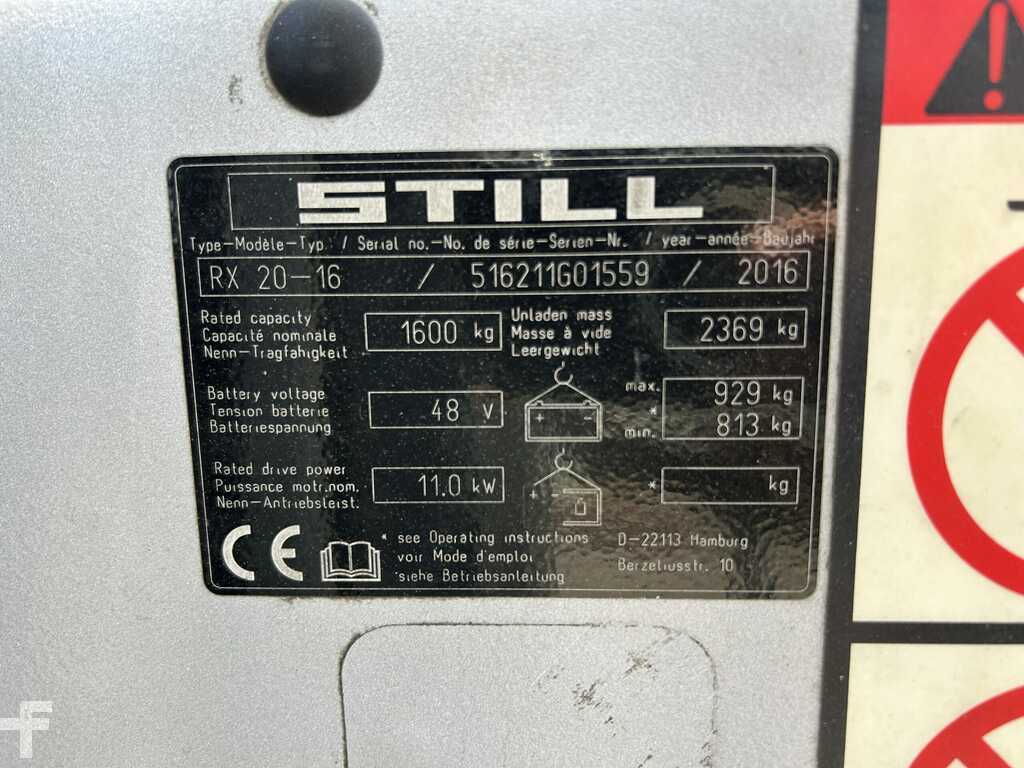 STILL
Type-Modèle-Typ / Serial no.-No. de série-Serien-Nr. / year-année-Baujahr
RX 20-16 / 516211G01559 / 2016
Rated capacity
Capacité nominale
Nenn-Tragfähigkeit
1600 kg
Unladen mass
Masse à vide
Leergewicht
2369 kg
Battery voltage
Tension batterie
Batteriespannung
48 V
+ -
max. 929 kg
*
min. 813 kg
Rated drive power
Puissance motr.nom.
Nenn-Antriebsleist.
11.0 kW
+ -
* kg
CE
* see Operating instructions
voir Mode d'emploi
siehe Betriebsanleitung
D-22113 Hamburg
Berzeliusstr. 10